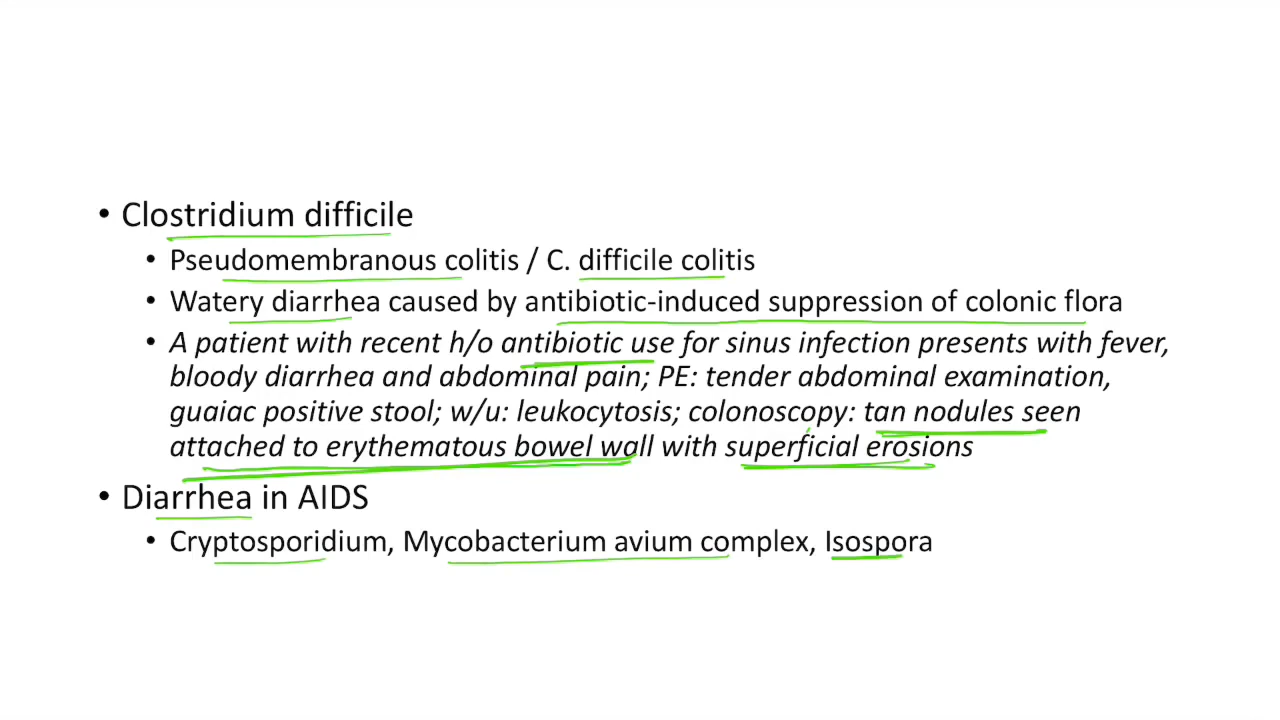 • Clostridium difficile
• Pseudomembranous colitis / C. difficile colitis
• Watery diarrhea caused by antibiotic-induced suppression of colonic flora
• A patient with recent h/o antibiotic use for sinus infection presents with fever,
bloody diarrhea and abdominal pain; PE: tender abdominal examination,
guaiac positive stool; w/u: leukocytosis; colonoscopy: tan nodules seen
attached to erythematous bowel wall with superficial erosions
• Diarrhea in AIDS
• Cryptosporidium, Mycobacterium avium complex, Isospora